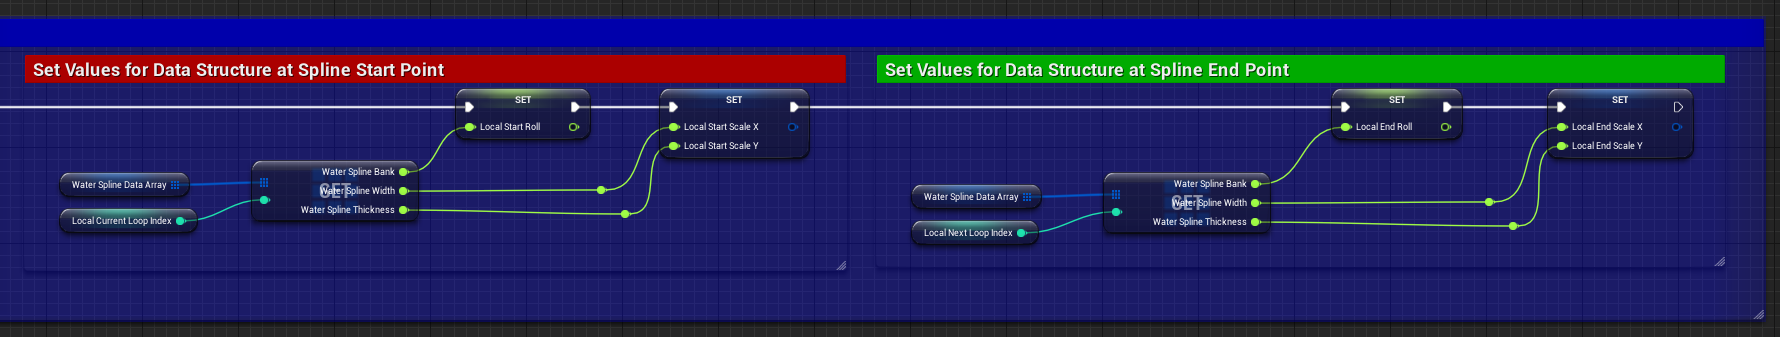 Set Values for Data Structure at Spline Start Point
SET
Local Start Roll
SET
Local Start Scale X
Local Start Scale Y
Water Spline Data Array
Local Current Loop Index
GET
Water Spline Bank
Water Spline Width
Water Spline Thickness
Set Values for Data Structure at Spline End Point
SET
Local End Roll
SET
Local End Scale X
Local End Scale Y
Water Spline Data Array
Local Next Loop Index
GET
Water Spline Bank
Water Spline Width
Water Spline Thickness